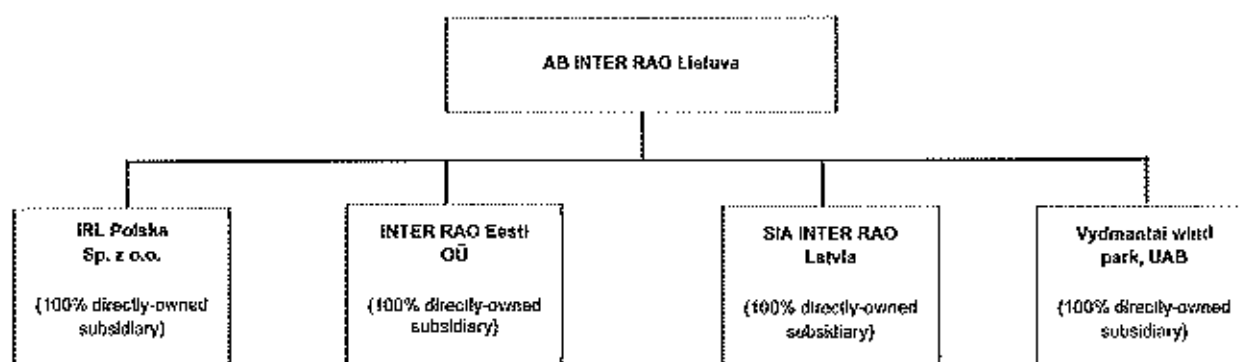 AB INTER RAO Lietuva
IRL Polska
Sp. z o.o.
(100% directly-owned
subsidiary)
INTER RAO Eesti
OÜ
(100% directly-owned
subsidiary)
SIA INTER RAO
Latvia
(100% directly-owned
subsidiary)
Vydmantai wind
park, UAB
(100% directly-owned
subsidiary)